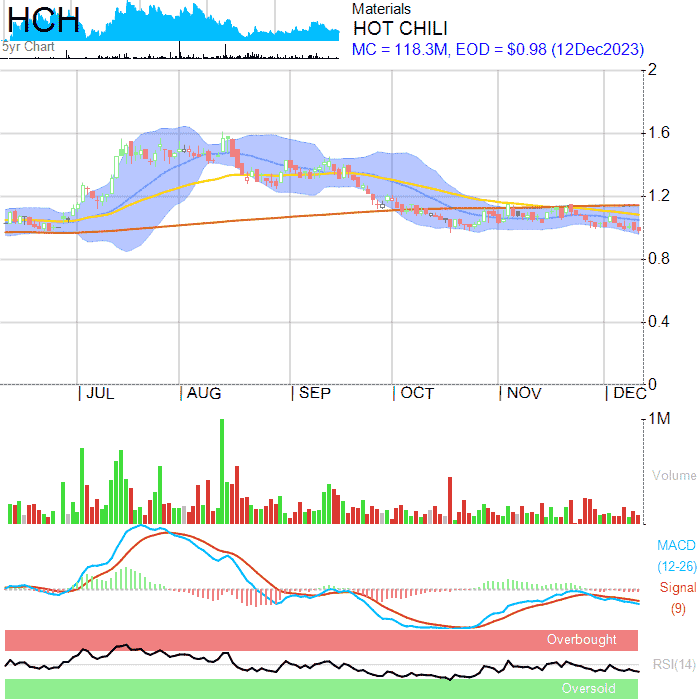 HCH
5yr Chart
Materials
HOT CHILI
MC = 118.3M, EOD = $0.98 (12Dec2023)
2
1.6
1.2
0.8
0.4
0
JUL
AUG
SEP
OCT
NOV
DEC
1M
Volume
MACD
(12-26)
Signal
(9)
Overbought
RSI(14)
Oversold